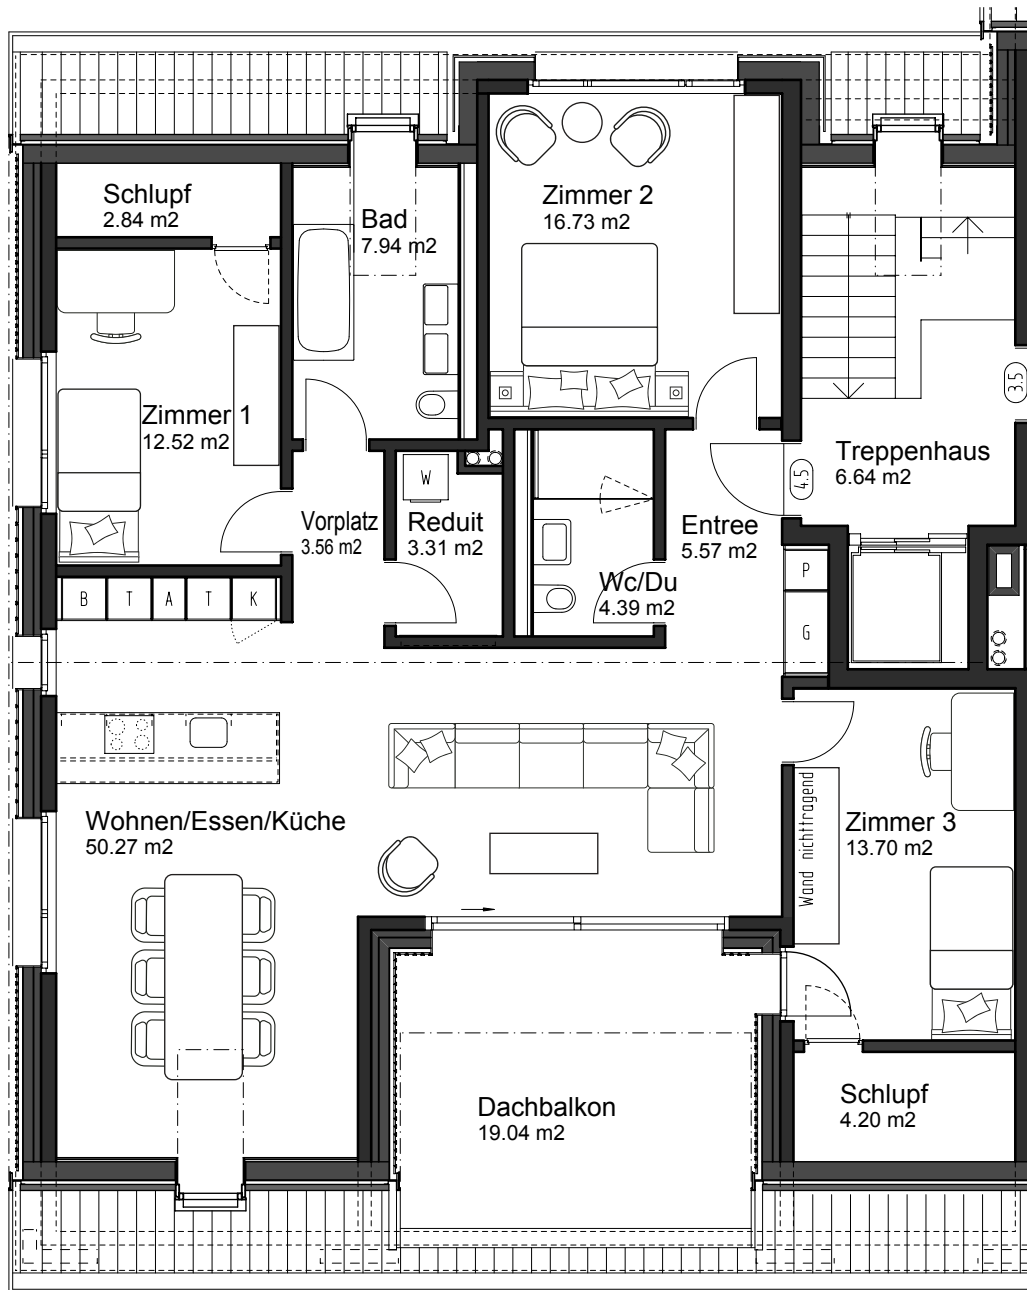 Schlupf
2.84 m2
Bad
7.94 m2
Zimmer 2
16.73 m2
3.5
Zimmer 1
12.52 m2
Treppenhaus
6.64 m2
4.5
W
Vorplatz
3.56 m2
Reduit
3.31 m2
Entree
5.57 m2
Wc/Du
4.39 m2
P
G
B T A T K
Wohnen/Essen/Küche
50.27 m2
Wand nichttragend
Zimmer 3
13.70 m2
Dachbalkon
19.04 m2
Schlupf
4.20 m2